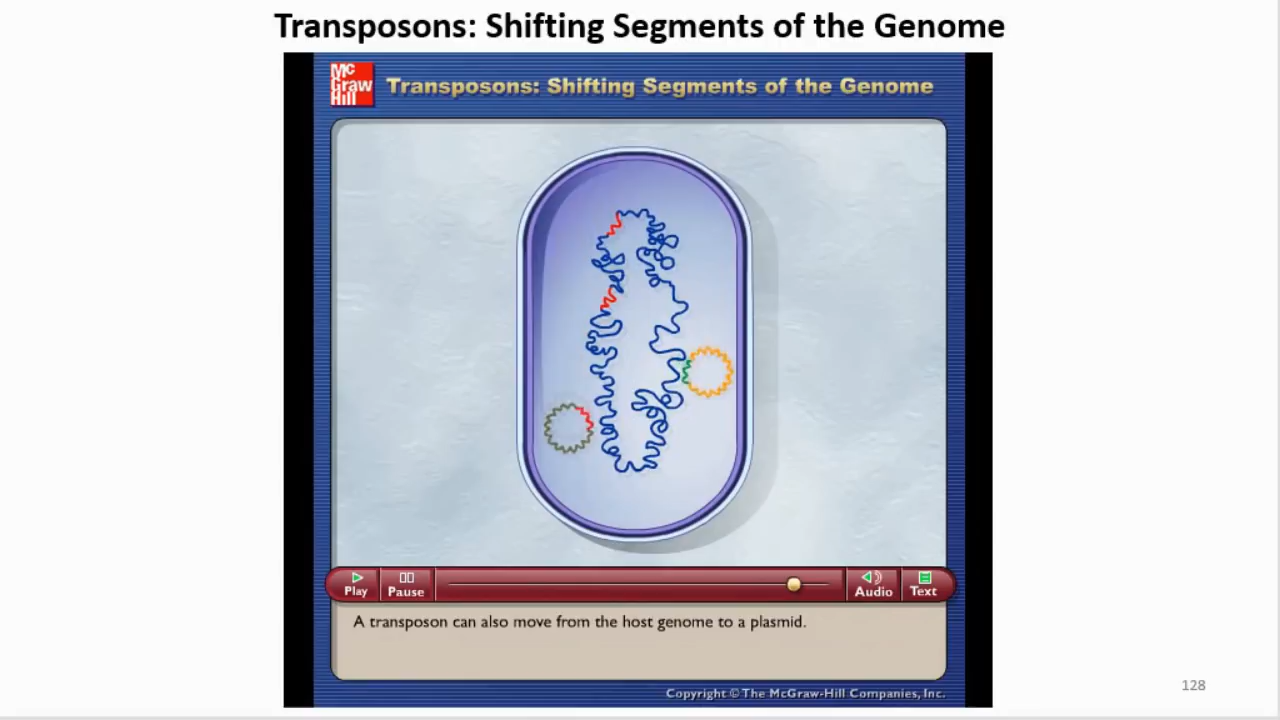 Transposons: Shifting Segments of the Genome
Mc
Graw
Hill
Transposons: Shifting Segments of the Genome
Play
Pause
Audio
Text
A transposon can also move from the host genome to a plasmid.
Copyright © The McGraw-Hill Companies, Inc.
128